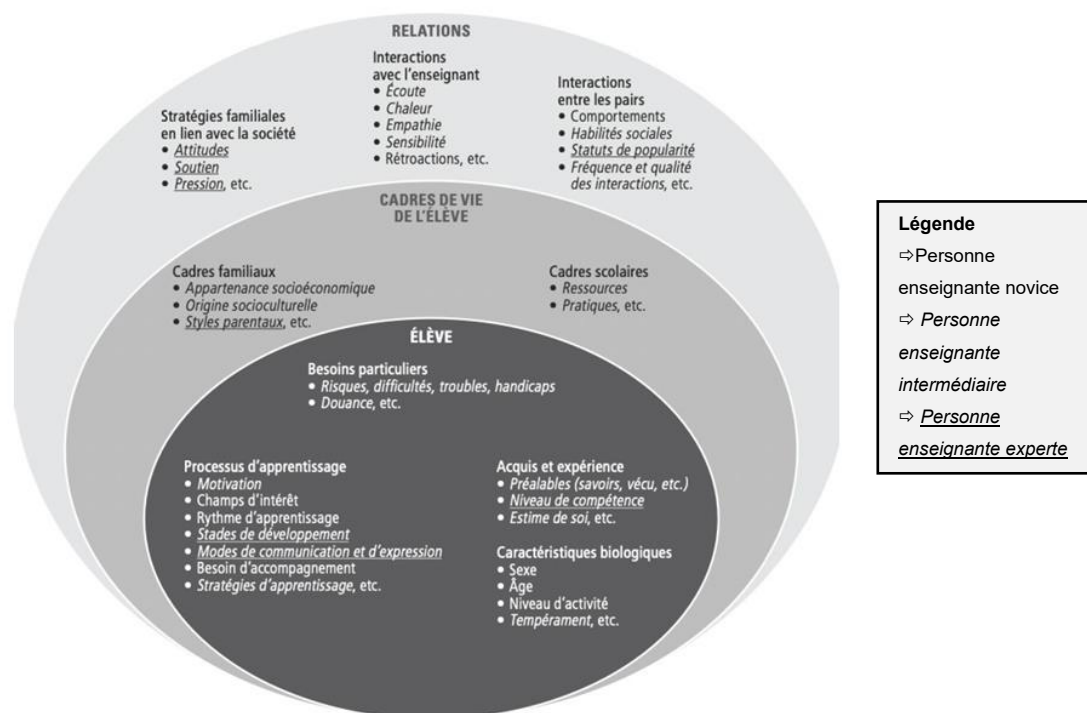 RELATIONS
Stratégies familiales
en lien avec la société
• Attitudes
• Soutien
• Pression, etc.
Interactions
avec l'enseignant
• Écoute
• Chaleur
• Empathie
• Sensibilité
• Rétroactions, etc.
Interactions
entre les pairs
• Comportements
• Habilités sociales
• Statuts de popularité
• Fréquence et qualité
des interactions, etc.
CADRES DE VIE
DE L'ÉLÈVE
Cadres familiaux
• Appartenance socioéconomique
• Origine socioculturelle
• Styles parentaux, etc.
Cadres scolaires
• Ressources
• Pratiques, etc.
ÉLÈVE
Besoins particuliers
• Risques, difficultés, troubles, handicaps
• Douance, etc.
Processus d'apprentissage
• Motivation
• Champs d'intérêt
• Rythme d'apprentissage
• Stades de développement
• Modes de communication et d'expression
• Besoin d'accompagnement
• Stratégies d'apprentissage, etc.
Acquis et expérience
• Préalables (savoirs, vécu, etc.)
• Niveau de compétence
• Estime de soi, etc.
Caractéristiques biologiques
• Sexe
• Âge
• Niveau d'activité
• Tempérament, etc.
Légende
⇨Personne
enseignante novice
⇨ Personne
enseignante
intermédiaire
⇨ Personne
enseignante experte